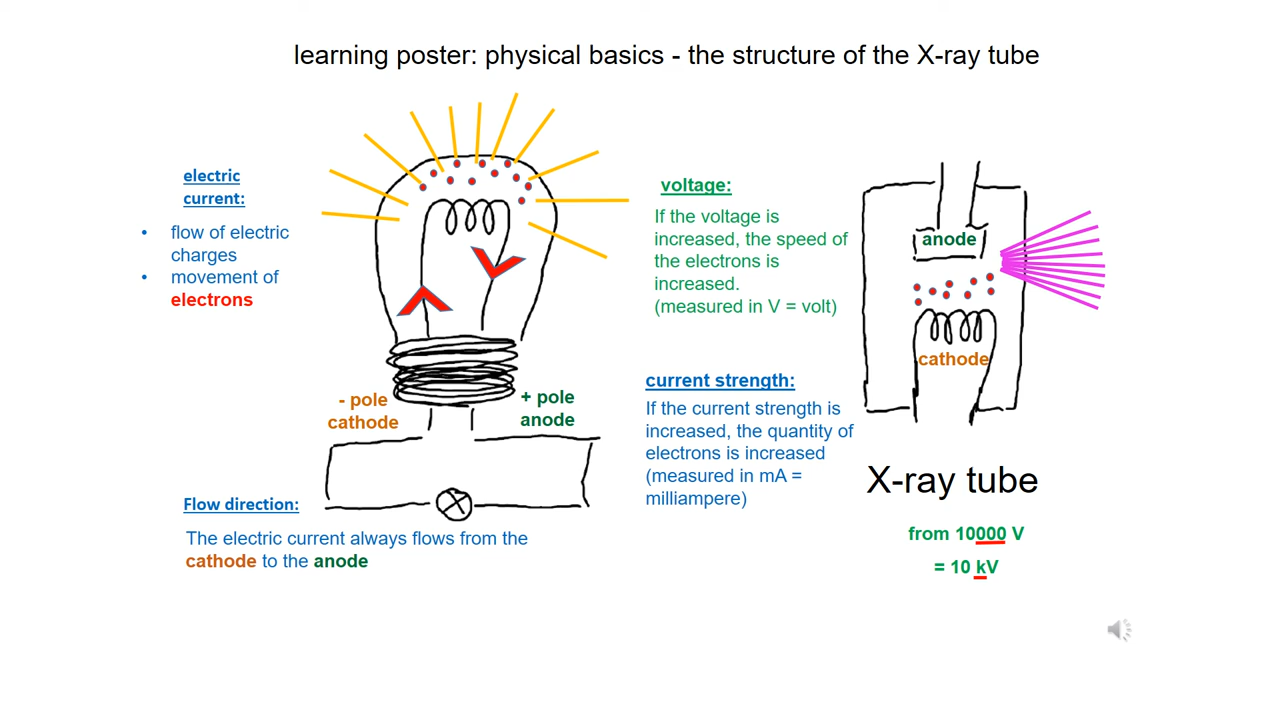 learning poster: physical basics - the structure of the X-ray tube
electric
current:
• flow of electric
charges
• movement of
electrons
- pole
cathode
+ pole
anode
Flow direction:
The electric current always flows from the
cathode to the anode
voltage:
If the voltage is
increased, the speed of
the electrons is
increased.
(measured in V = volt)
current strength:
If the current strength is
increased, the quantity of
electrons is increased
(measured in mA =
milliampere)
anode
cathode
X-ray tube
from 10000 V
= 10 kV